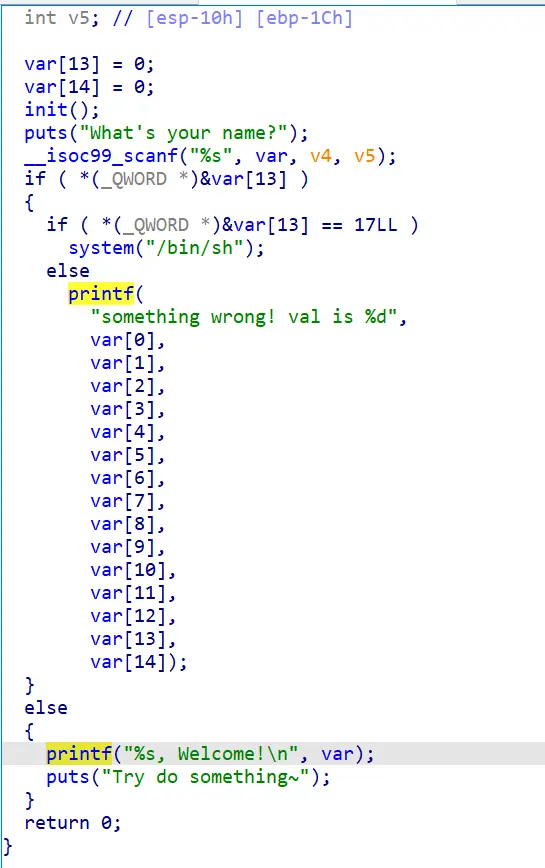 int v5; // [esp-10h] [ebp-1Ch]
var[13] = 0;
var[14] = 0;
init();
puts("What's your name?");
__isoc99_scanf("%s", var, v4, v5);
if ( *(_QWORD *)&var[13] )
{
if ( *(_QWORD *)&var[13] == 17LL )
system("/bin/sh");
else
printf(
"something wrong! val is %d",
var[0],
var[1],
var[2],
var[3],
var[4],
var[5],
var[6],
var[7],
var[8],
var[9],
var[10],
var[11],
var[12],
var[13],
var[14]);
}
else
{
printf("%s, Welcome!\n", var);
puts("Try do something~");
}
return 0;
}